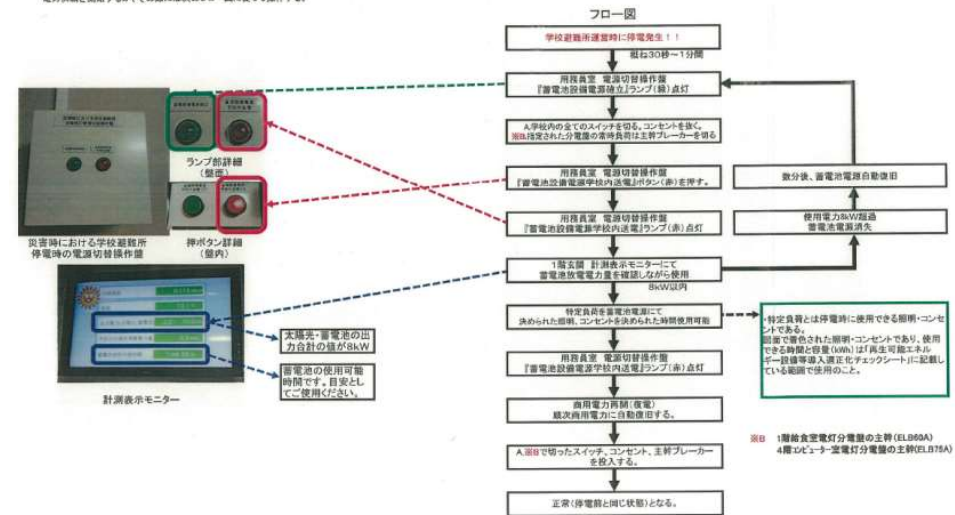 フロー図
学校避難所運営時に停電発生！！
概ね30秒～1分間
用務員室 電源切替操作盤
『蓄電池設備電源確立』ランプ(緑)点灯
A.学校内の全てのスイッチを切る。コンセントを抜く。
※B.指定された分電盤の常時負荷は主幹ブレーカーを切る
用務員室 電源切替操作盤
『蓄電池設備電源学校内送電』ボタン(赤)を押す。
用務員室 電源切替操作盤
『蓄電池設備電源学校内送電』ランプ(赤)点灯
1階玄関 計測表示モニターにて
蓄電池放電電力量を確認しながら使用
8kW以内
特定負荷を蓄電池電源にて
決められた照明、コンセントを決められた時間使用可能
用務員室 電源切替操作盤
『蓄電池設備電源学校内送電』ランプ(赤)点灯
商用電力再開(復電)
順次商用電力に自動復旧する。
A.※Bで切ったスイッチ、コンセント、主幹ブレーカー
を投入する。
正常(停電前と同じ状態)となる。
数分後、蓄電池電源自動復旧
使用電力8kW超過
蓄電池電源消失
・特定負荷とは停電時に使用できる照明・コンセ
ントである。
図面で着色された照明・コンセントであり、使用
できる時間と容量(kWh)は「再生可能エネル
ギー設備等導入適正化チェックシート」に記載し
ている範囲で使用のこと。
※B 1階給食室電灯分電盤の主幹(ELB60A)
4階コンピューター室電灯分電盤の主幹(ELB75A)
ランプ部詳細
(盤面)
押ボタン詳細
(盤内)
災害時における学校避難所
停電時の電源切替操作盤
太陽光・蓄電池の出
力合計の値が8kW
蓄電池の使用可能
時間です。目安とし
てご使用ください。
計測表示モニター